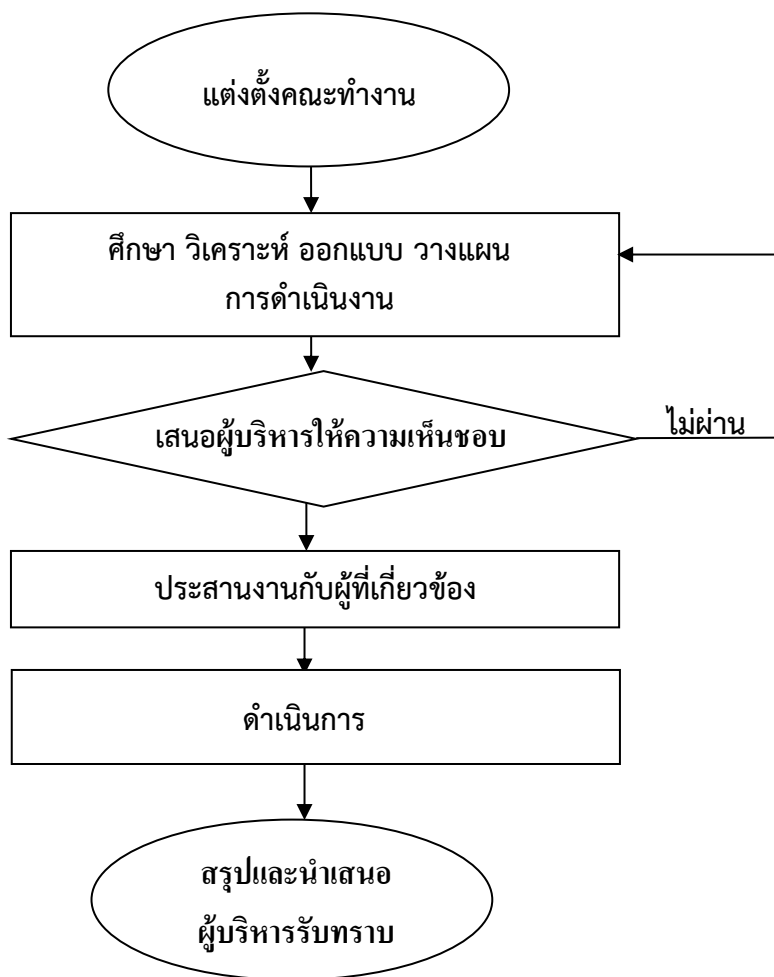 แต่งตั้งคณะทำงาน
ศึกษา วิเคราะห์ ออกแบบ วางแผน
การดำเนินงาน
เสนอผู้บริหารให้ความเห็นชอบ
ไม่ผ่าน
ประสานงานกับผู้ที่เกี่ยวข้อง
ดำเนินการ
สรุปและนำเสนอ
ผู้บริหารรับทราบ